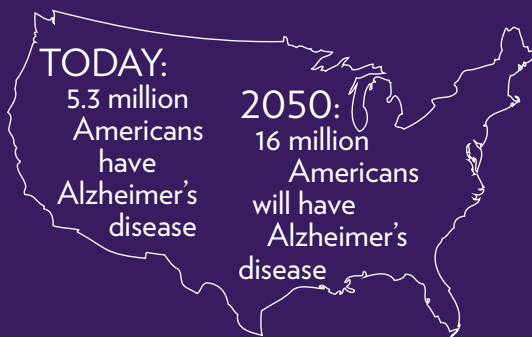 TODAY:
5.3 million
Americans
have
Alzheimer's
disease
2050:
16 million
Americans
will have
Alzheimer's
disease